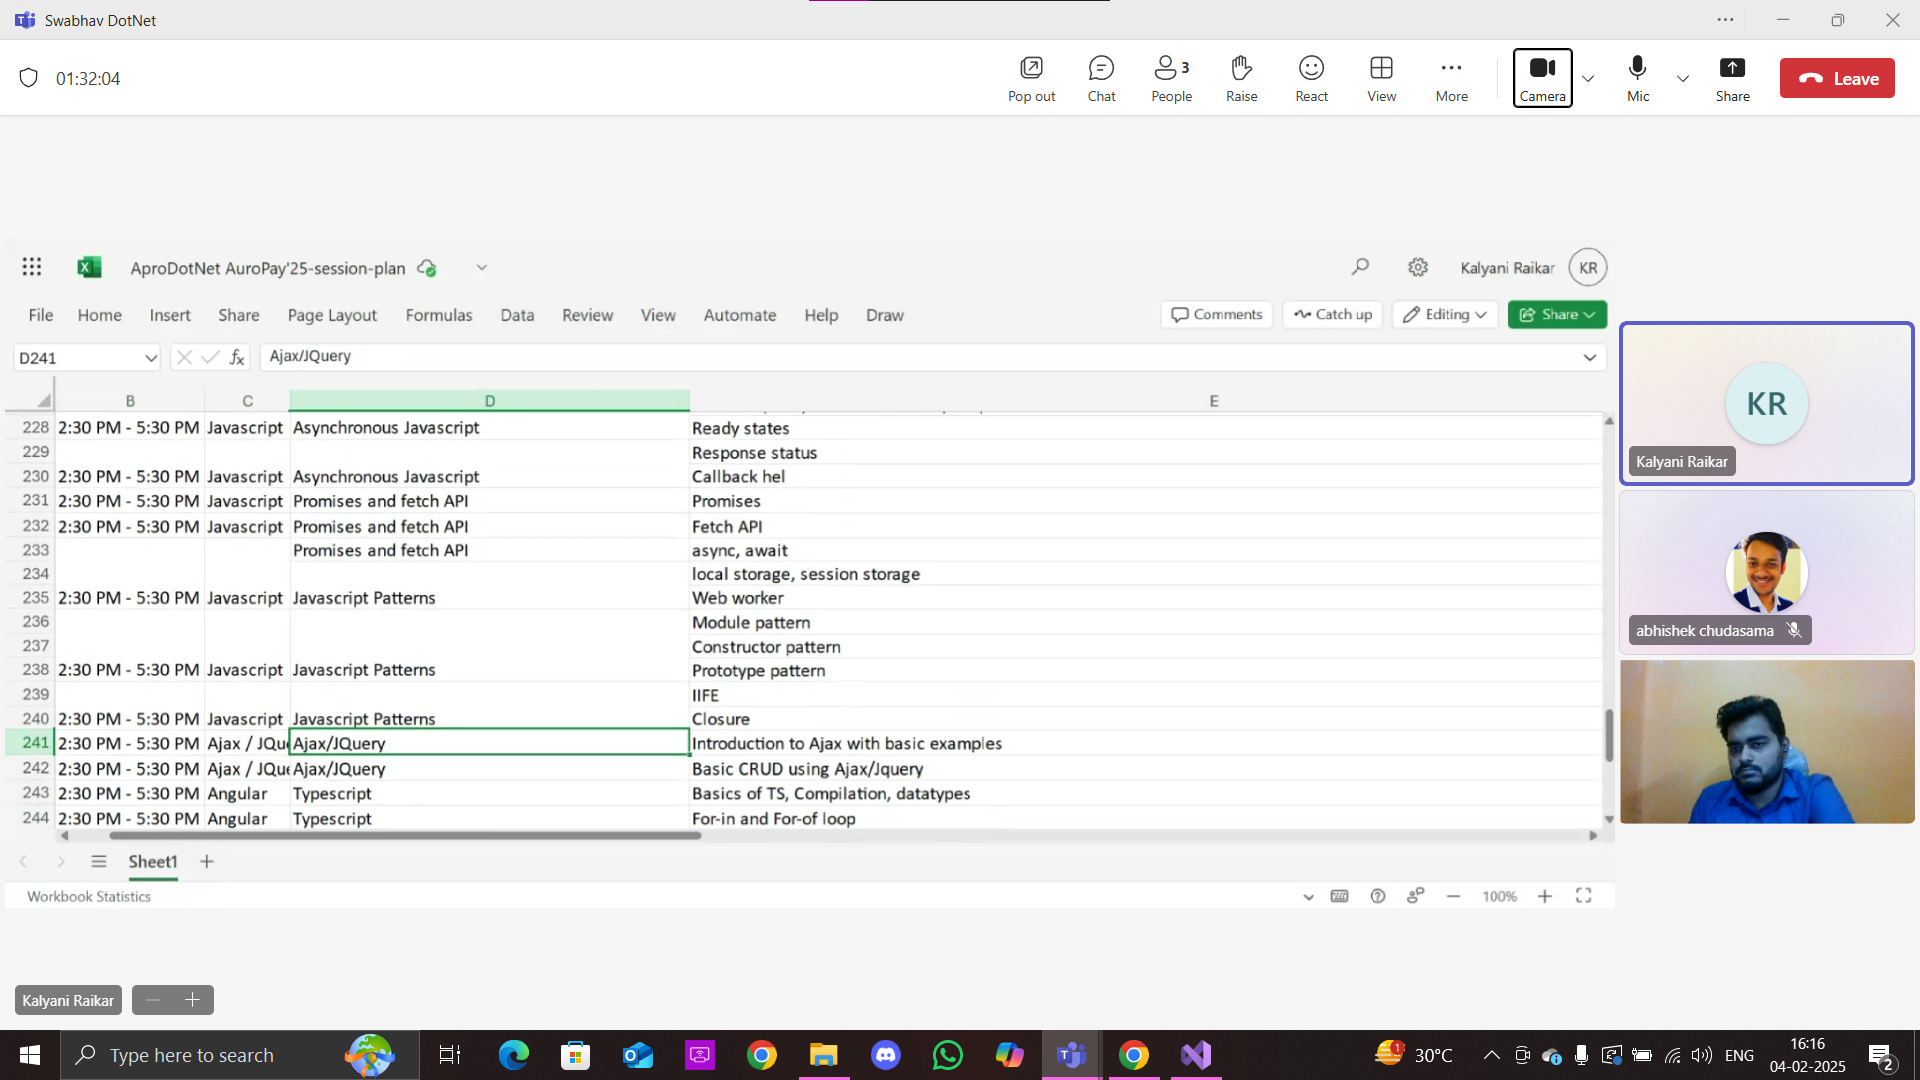 Swabhav DotNet
01:32:04
Pop out
Chat
People
3
Raise
React
View
More
Camera
Mic
Share
Leave
AproDotNet AuroPay'25-session-plan
Kalyani Raikar
KR
File Home Insert Share Page Layout Formulas Data Review View Automate Help Draw
Comments
Catch up
Editing
Share
D241
fx
Ajax/JQuery
B C D E
228 2:30 PM - 5:30 PM Javascript Asynchronous Javascript Ready states
229 Response status
230 2:30 PM - 5:30 PM Javascript Asynchronous Javascript Callback hel
231 2:30 PM - 5:30 PM Javascript Promises and fetch API Promises
232 2:30 PM - 5:30 PM Javascript Promises and fetch API Fetch API
233 Promises and fetch API async, await
234 local storage, session storage
235 2:30 PM - 5:30 PM Javascript Javascript Patterns Web worker
236 Module pattern
237 Constructor pattern
238 2:30 PM - 5:30 PM Javascript Javascript Patterns Prototype pattern
239 IIFE
240 2:30 PM - 5:30 PM Javascript Javascript Patterns Closure
241 2:30 PM - 5:30 PM Ajax / JQu Ajax/JQuery Introduction to Ajax with basic examples
242 2:30 PM - 5:30 PM Ajax / JQu Ajax/JQuery Basic CRUD using Ajax/Jquery
243 2:30 PM - 5:30 PM Angular Typescript Basics of TS, Compilation, datatypes
244 2:30 PM - 5:30 PM Angular Typescript For-in and For-of loop
Sheet1
Workbook Statistics
100%
KR
Kalyani Raikar
abhishek chudasama
Kalyani Raikar
Type here to search
1
30°C
ENG
16:16
04-02-2025
2